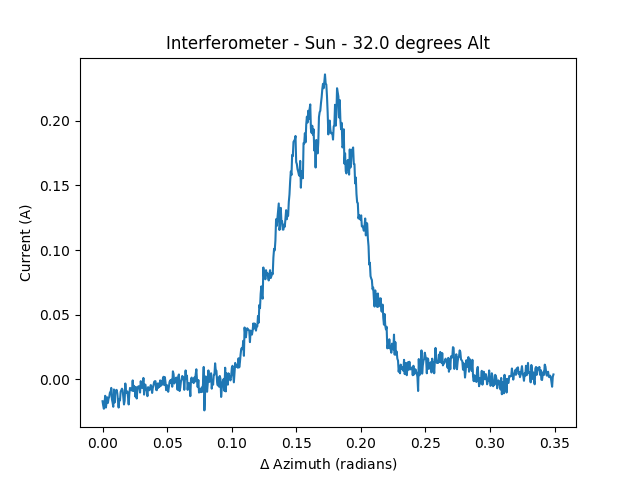 Interferometer - Sun - 32.0 degrees Alt
Current (A)
0.20
0.15
0.10
0.05
0.00
0.00 0.05 0.10 0.15 0.20 0.25 0.30 0.35
Δ Azimuth (radians)